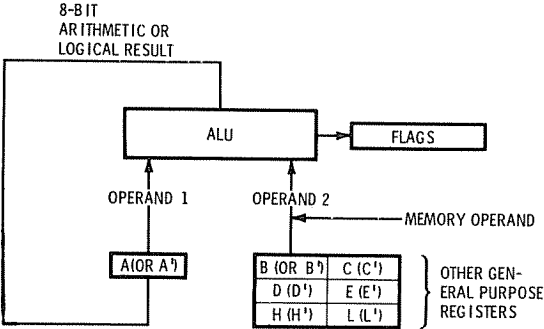 8-BIT
ARITHMETIC OR
LOGICAL RESULT
ALU
FLAGS
OPERAND 1
OPERAND 2
MEMORY OPERAND
A(OR A')
B (OR B') C (C')
D (D') E (E')
H (H') L (L')
OTHER GEN-
ERAL PURPOSE
REGISTERS